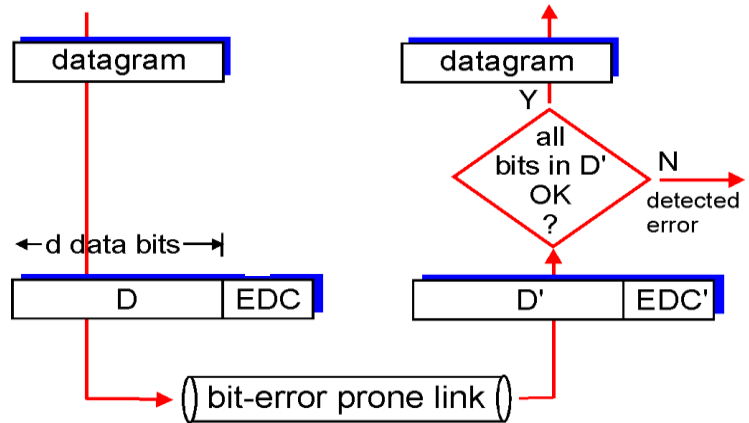 datagram
d data bits
D
EDC
bit-error prone link
datagram
Y
all
bits in D'
OK
?
N
detected
error
D'
EDC'